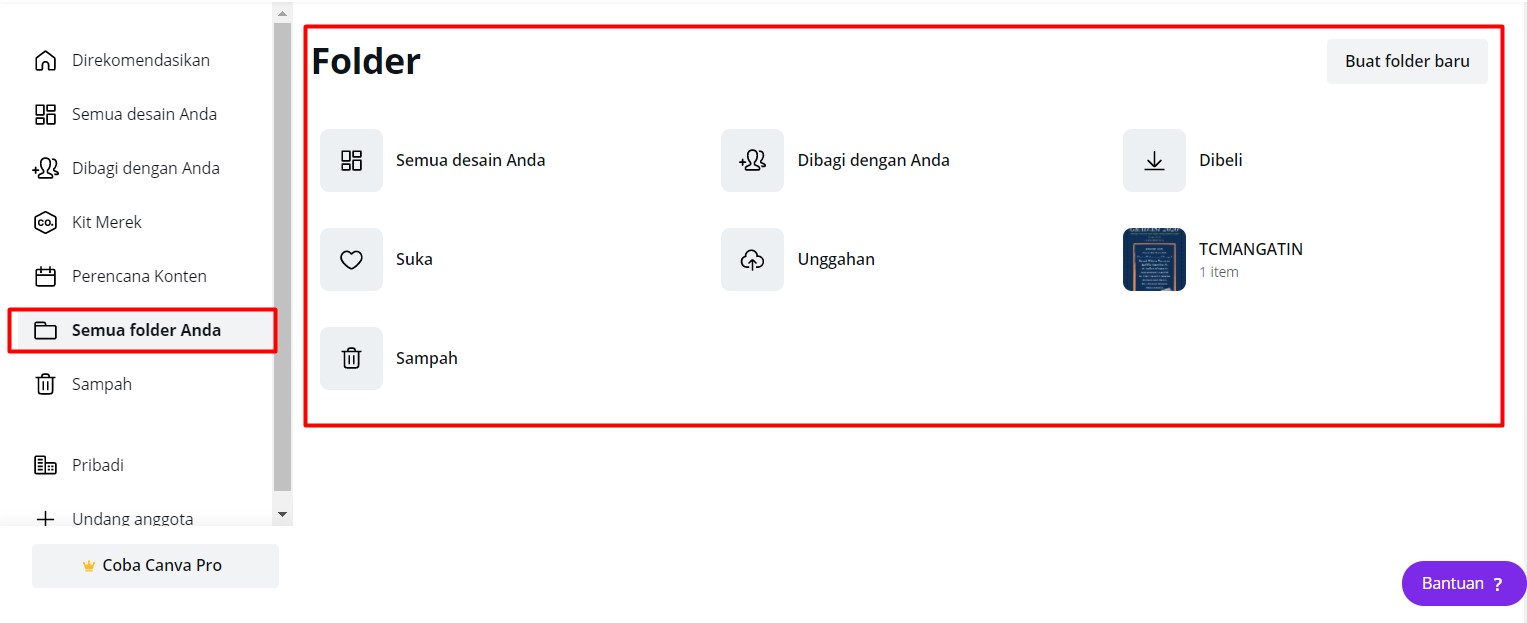 Direkomendasikan
Semua desain Anda
Dibagi dengan Anda
CO.
Kit Merek
Perencana Konten
Semua folder Anda
Sampah
Pribadi
Undang anggota
Coba Canva Pro
Folder
Buat folder baru
Semua desain Anda
Dibagi dengan Anda
Dibeli
Suka
Unggahan
TCMANGATIN
1 item
Sampah
Bantuan ?